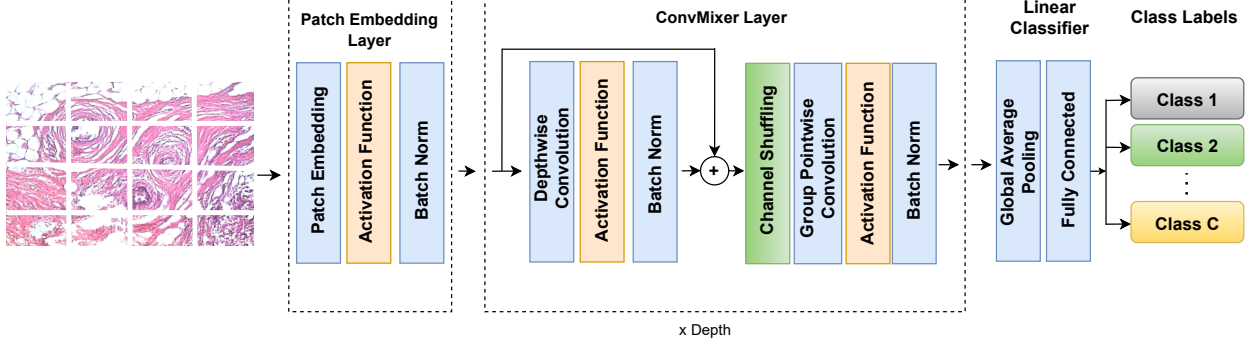 Patch Embedding
Layer
Patch Embedding
Activation Function
Batch Norm
ConvMixer Layer
Depthwise
Convolution
Activation Function
Batch Norm
+
Channel Shuffling
Group Pointwise
Convolution
Activation Function
Batch Norm
x Depth
Linear
Classifier
Global Average
Pooling
Fully Connected
Class Labels
Class 1
Class 2
Class C